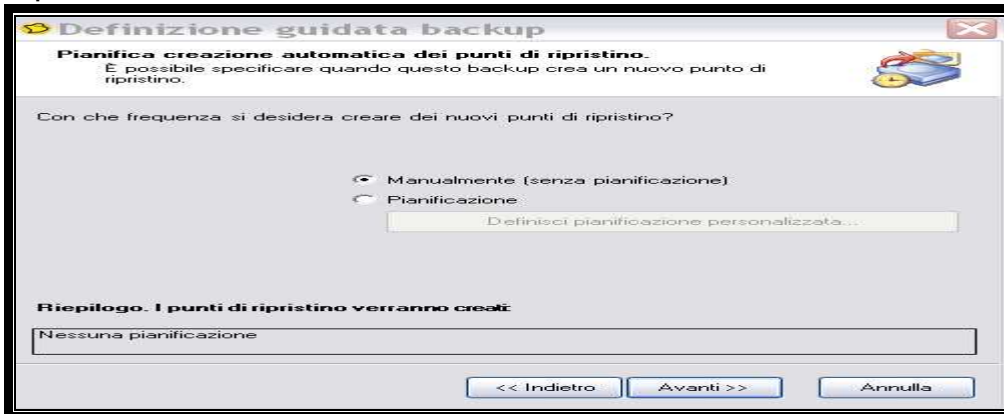 Definizione guidata backup
Pianifica creazione automatica dei punti di ripristino.
È possibile specificare quando questo backup crea un nuovo punto di
ripristino.
Con che frequenza si desidera creare dei nuovi punti di ripristino?
Manualmente (senza pianificazione)
Pianificazione
Definisci pianificazione personalizzata...
Riepilogo. I punti di ripristino verranno creati:
Nessuna pianificazione
<< Indietro
Avanti >>
Annulla